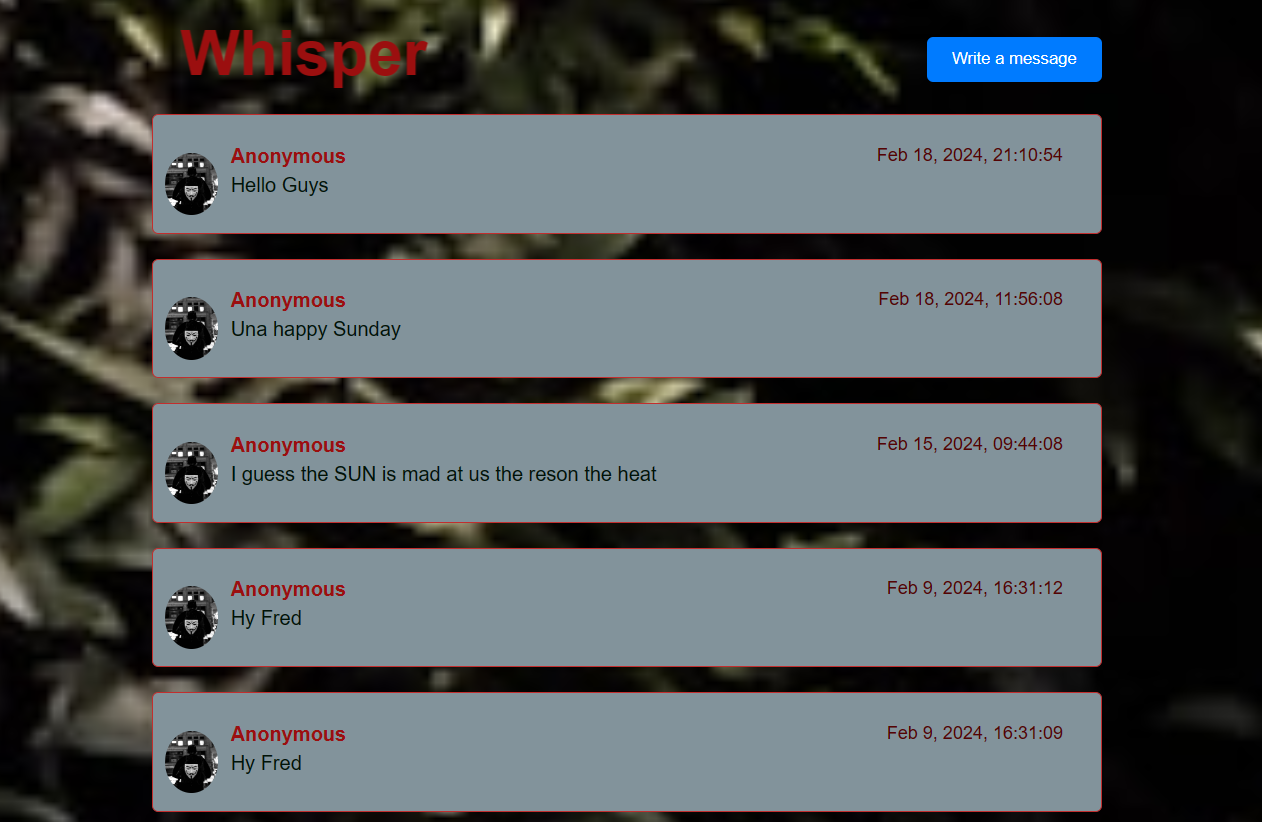 Whisper
Write a message
Anonymous
Feb 18, 2024, 21:10:54
Hello Guys
Anonymous
Feb 18, 2024, 11:56:08
Una happy Sunday
Anonymous
Feb 15, 2024, 09:44:08
I guess the SUN is mad at us the reson the heat
Anonymous
Feb 9, 2024, 16:31:12
Hy Fred
Anonymous
Feb 9, 2024, 16:31:09
Hy Fred